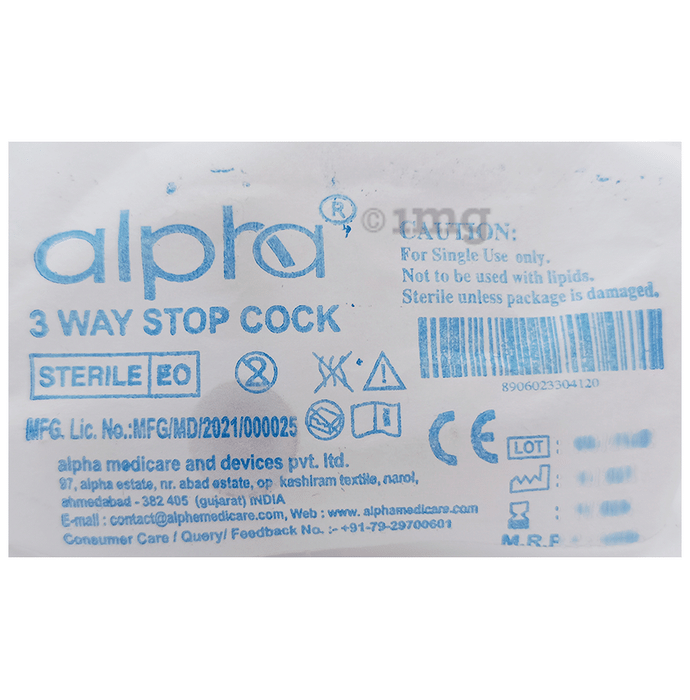 alpha®
© 1mg
CAUTION:
For Single Use only.
Not to be used with lipids.
Sterile unless package is damaged.
3 WAY STOP COCK
8906023304120
STERILE EO
2
MFG. Lic. No.:MFG/MD/2021/000025
CE
LOT :
alpha medicare and devices pvt. ltd.
97, alpha estate, nr. abad estate, op. kashiram textile, narol,
ahmedabad - 382 405 (gujarat) INDIA
E-mail : contact@alphamedicare.com, Web : www.alphamedicare.com
Consumer Care / Query/ Feedback No. :- +91-79-29700601
M.R.P